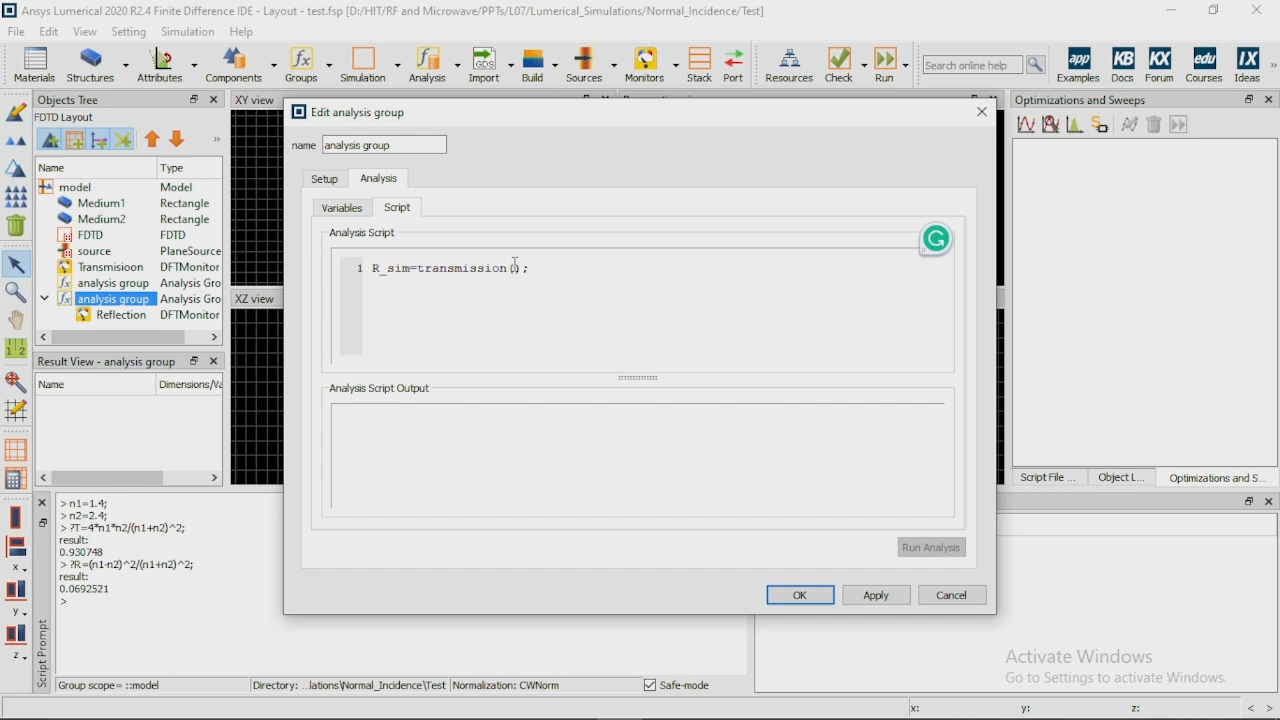 Ansys Lumerical 2020 R2.4 Finite Difference IDE - Layout - test.fsp [D:/HIT/RF and Microwave/PPTs/L07/Lumerical_Simulations/Normal_Incidence/Test]
File Edit View Setting Simulation Help
Materials Structures Attributes Components Groups Simulation Analysis Import Build Sources Monitors Stack Port Resources Check Run Search online help Examples Docs Forum Courses Ideas
app KB KX edu IX
GDS
Objects Tree
FDTD Layout
Name Type
model Model
Medium1 Rectangle
Medium2 Rectangle
FDTD FDTD
source PlaneSource
Transmisioon DFTMonitor
analysis group Analysis Gro
analysis group Analysis Gro
Reflection DFTMonitor
Result View - analysis group
Name Dimensions/Va
XY view
XZ view
Edit analysis group
name analysis group
Setup Analysis
Variables Script
Analysis Script
1 R_sim=transmission();
Analysis Script Output
Run Analysis
OK Apply Cancel
Optimizations and Sweeps
Script File ... Object L... Optimizations and S...
Script Prompt
>n1=1.4;
>n2=2.4;
>?T=4*n1*n2/(n1+n2)^2;
result:
0.930748
>?R=(n1-n2)^2/(n1+n2)^2;
result:
0.0692521
>
Group scope= ::model Directory: ...lations\Normal_Incidence\Test Normalization: CWNorm Safe-mode
Activate Windows
Go to Settings to activate Windows.
x: y: z:
x
y
z